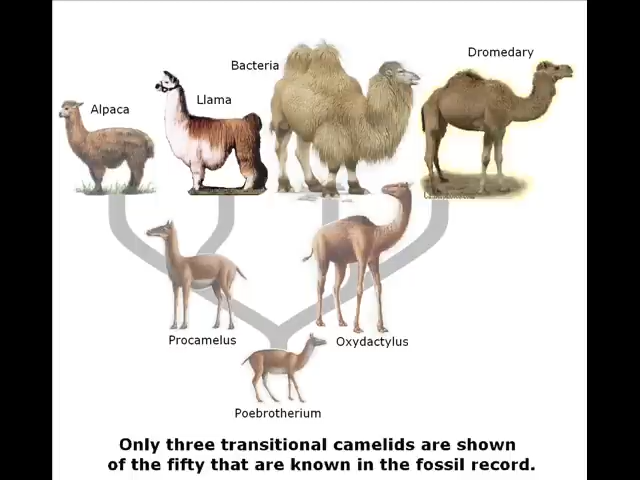 Dromedary
Bacteria
Llama
Alpaca
Procamelus
Oxydactylus
Poebrotherium
Only three transitional camelids are shown
of the fifty that are known in the fossil record.